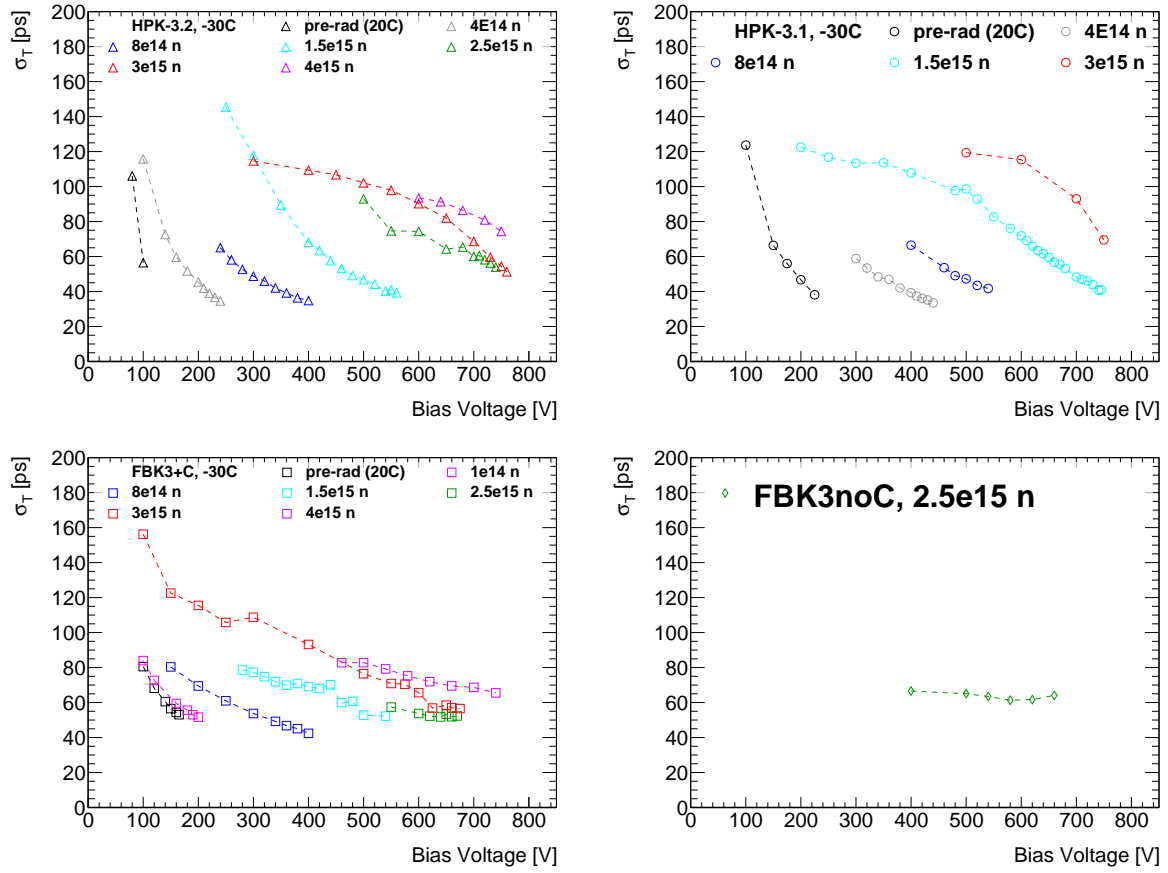 σT [ps]
200
180
160
140
120
100
80
60
40
20
0
HPK-3.2, -30C
pre-rad (20C)
4E14 n
8e14 n
1.5e15 n
2.5e15 n
3e15 n
4e15 n
0 100 200 300 400 500 600 700 800
Bias Voltage [V]
σT [ps]
200
180
160
140
120
100
80
60
40
20
0
HPK-3.1, -30C
pre-rad (20C)
4E14 n
8e14 n
1.5e15 n
3e15 n
0 100 200 300 400 500 600 700 800
Bias Voltage [V]
σT [ps]
200
180
160
140
120
100
80
60
40
20
0
FBK3+C, -30C
pre-rad (20C)
1e14 n
8e14 n
1.5e15 n
2.5e15 n
3e15 n
4e15 n
0 100 200 300 400 500 600 700 800
Bias Voltage [V]
σT [ps]
200
180
160
140
120
100
80
60
40
20
0
FBK3noC, 2.5e15 n
0 100 200 300 400 500 600 700 800
Bias Voltage [V]